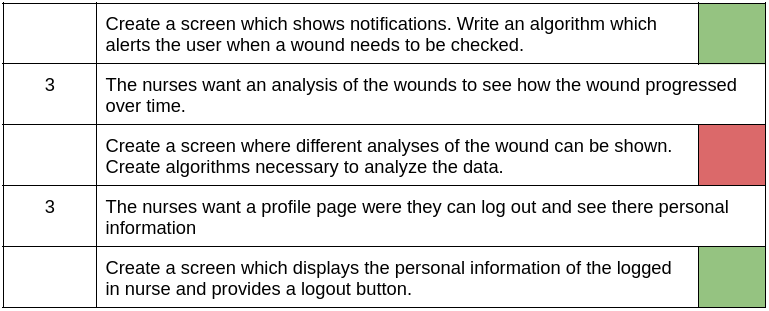 Create a screen which shows notifications. Write an algorithm which
alerts the user when a wound needs to be checked.
3 The nurses want an analysis of the wounds to see how the wound progressed
over time.
Create a screen where different analyses of the wound can be shown.
Create algorithms necessary to analyze the data.
3 The nurses want a profile page were they can log out and see there personal
information
Create a screen which displays the personal information of the logged
in nurse and provides a logout button.